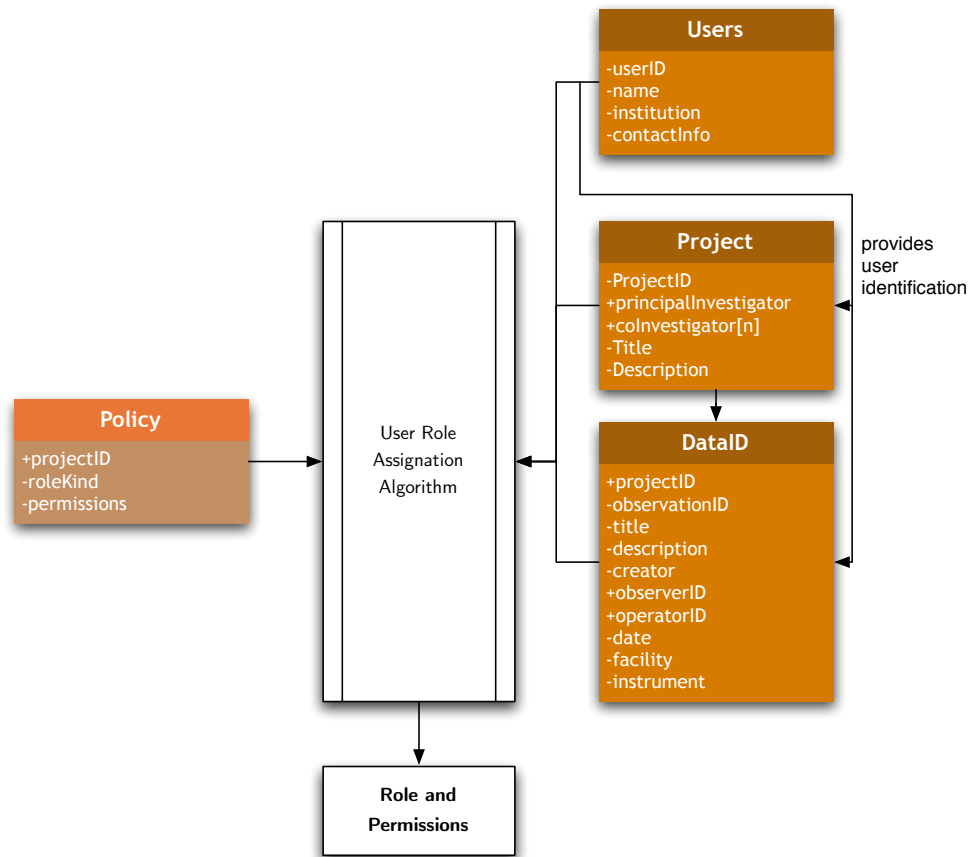 Users
-userID
-name
-institution
-contactInfo
Project
-ProjectID
+principalInvestigator
+coInvestigator[n]
-Title
-Description
provides
user
identification
Policy
+projectID
-roleKind
-permissions
User Role
Assignation
Algorithm
DataID
+projectID
-observationID
-title
-description
-creator
+observerID
+operatorID
-date
-facility
-instrument
Role and
Permissions